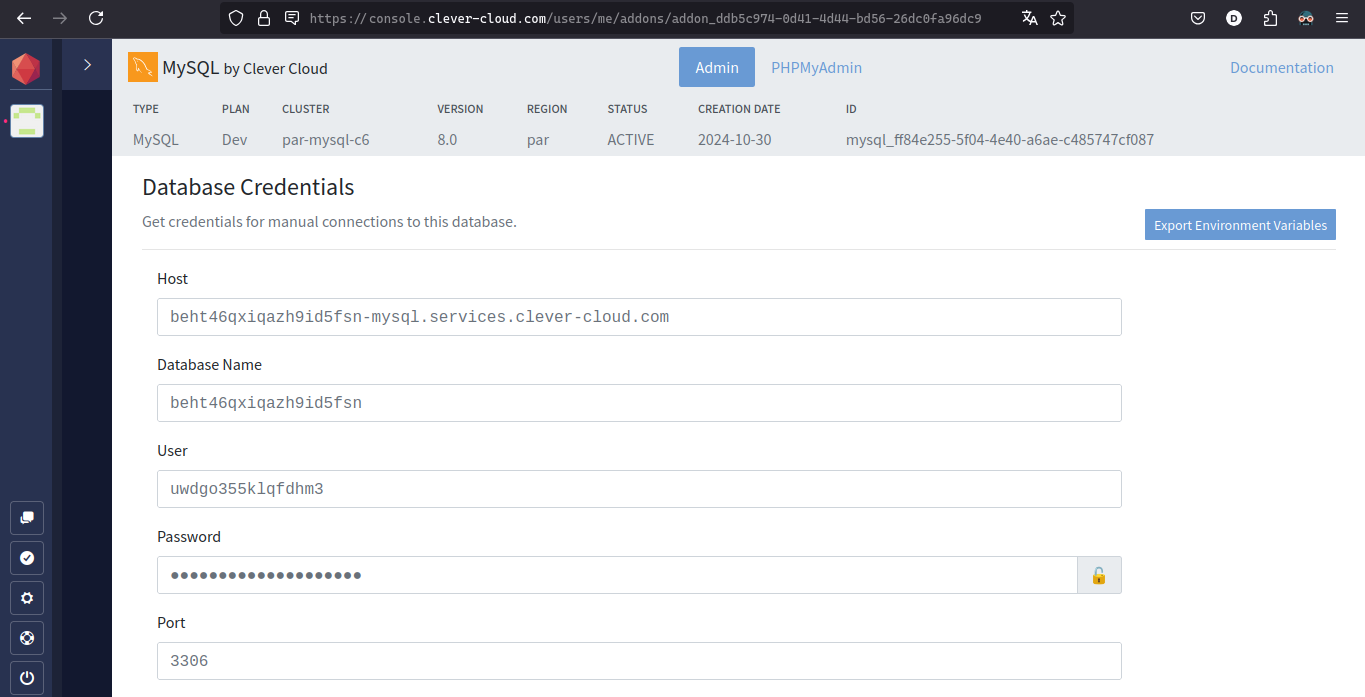 https://console.clever-cloud.com/users/me/addons/addon_ddb5c974-0d41-4d44-bd56-26dc0fa96dc9
D
MySQL by Clever Cloud
Admin
PHPMyAdmin
Documentation
TYPE PLAN CLUSTER VERSION REGION STATUS CREATION DATE ID
MySQL Dev par-mysql-c6 8.0 par ACTIVE 2024-10-30 mysql_ff84e255-5f04-4e40-a6ae-c485747cf087
Database Credentials
Get credentials for manual connections to this database.
Export Environment Variables
Host
beht46qxiqazh9id5fsn-mysql.services.clever-cloud.com
Database Name
beht46qxiqazh9id5fsn
User
uwdgo355klqfdhm3
Password
●●●●●●●●●●●●●●●●●●●●
Port
3306